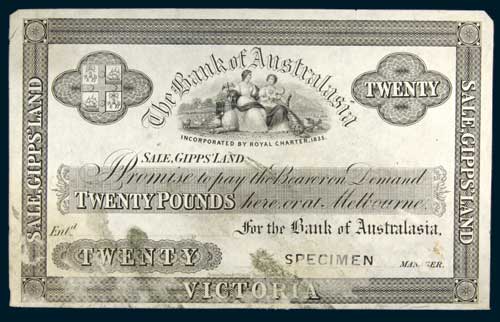 The Bank of Australasia
TWENTY
INCORPORATED BY ROYAL CHARTER, 1835.
SALE, GIPPS' LAND
SALE, GIPPS' LAND
SALE, GIPPS' LAND
Promise to pay the Bearer on Demand
TWENTY POUNDS here or at Melbourne.
Ent.d
For the Bank of Australasia.
TWENTY
SPECIMEN
MANAGER.
VICTORIA